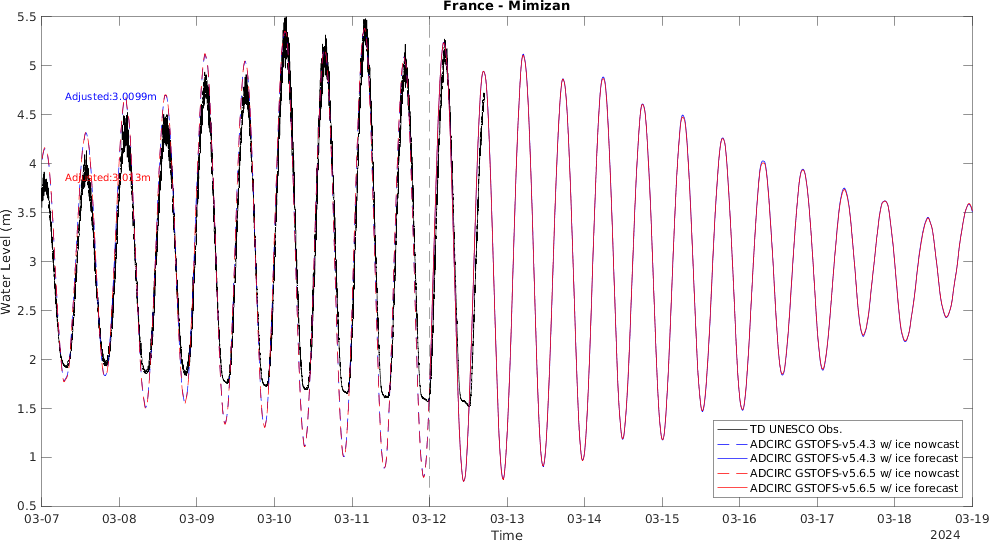 France - Mimizan
5.5
5
4.5
4
3.5
3
2.5
2
1.5
1
0.5
Water Level (m)
Adjusted:3.0099m
Adjusted:3.013m
03-07
03-08
03-09
03-10
03-11
03-12
03-13
03-14
03-15
03-16
03-17
03-18
03-19
Time
2024
TD UNESCO Obs.
ADCIRC GSTOFS-v5.4.3 w/ ice nowcast
ADCIRC GSTOFS-v5.4.3 w/ ice forecast
ADCIRC GSTOFS-v5.6.5 w/ ice nowcast
ADCIRC GSTOFS-v5.6.5 w/ ice forecast